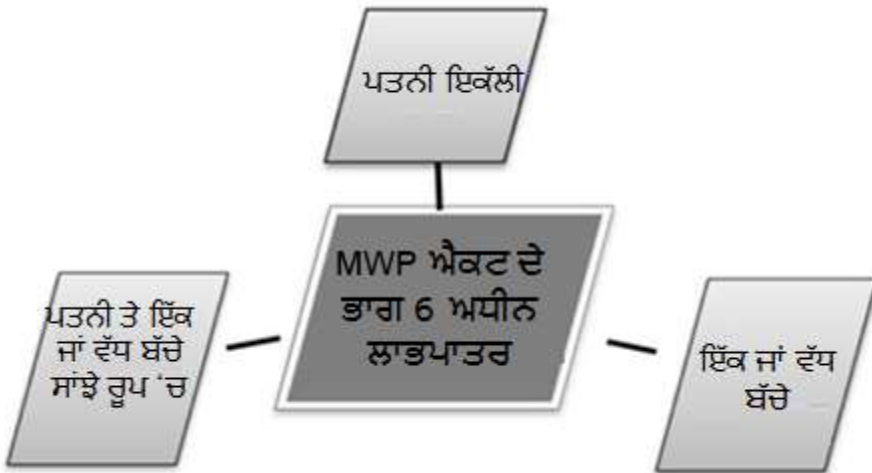 ਪਤਨੀ ਇਕੱਲੀ
MWP ਐਕਟ ਦੇ
ਭਾਗ 6 ਅਧੀਨ
ਲਾਭਪਾਤਰ
ਪਤਨੀ ਤੇ ਇੱਕ
ਜਾਂ ਵੱਧ ਬੱਚੇ
ਸਾਂਝੇ ਰੂਪ 'ਚ
ਇੱਕ ਜਾਂ ਵੱਧ
ਬੱਚੇ